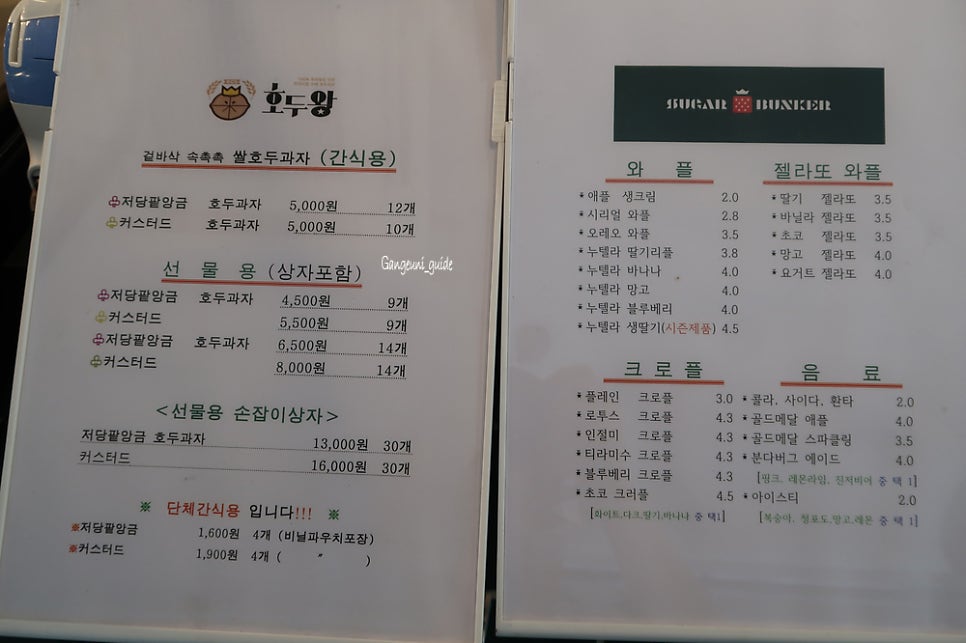 호두왕
겉바삭 속촉촉 쌀호두과자 (간식용)
저당팥앙금 호두과자 5,000원 12개
커스터드 호두과자 5,000원 10개
선 물 용 (상자포함)
Gangeuni_guide
저당팥앙금 호두과자 4,500원 9개
커스터드 5,500원 9개
저당팥앙금 호두과자 6,500원 14개
커스터드 8,000원 14개
<선물용 손잡이상자>
저당팥앙금 호두과자 13,000원 30개
커스터드 16,000원 30개
※ 단체간식용 입니다!!! ※
※저당팥앙금 1,600원 4개 (비닐파우치포장)
※커스터드 1,900원 4개 ( 〃 )
SUGAR BUNKER
와 플
*애플 생크림 2.0
*시리얼 와플 2.8
*오레오 와플 3.5
*누텔라 딸기리플 3.8
*누텔라 바나나 4.0
*누텔라 망고 4.0
*누텔라 블루베리 4.0
*누텔라 생딸기(시즌제품) 4.5
젤라또 와플
*딸기 젤라또 3.5
*바닐라 젤라또 3.5
*초코 젤라또 3.5
*망고 젤라또 4.0
*요거트 젤라또 4.0
크로플
*플레인 크로플 3.0
*로투스 크로플 4.3
*인절미 크로플 4.3
*티라미수 크로플 4.3
*블루베리 크로플 4.3
*초코 크러플 4.5
[화이트,다크,딸기,바나나 중 택1]
음 료
*콜라, 사이다, 환타 2.0
*골드메달 애플 4.0
*골드메달 스파클링 3.5
*분다버그 에이드 4.0
[핑크, 레몬라임, 진저비어 중 택 1]
*아이스티 2.0
[복숭아, 청포도,망고,레몬 중 택 1]